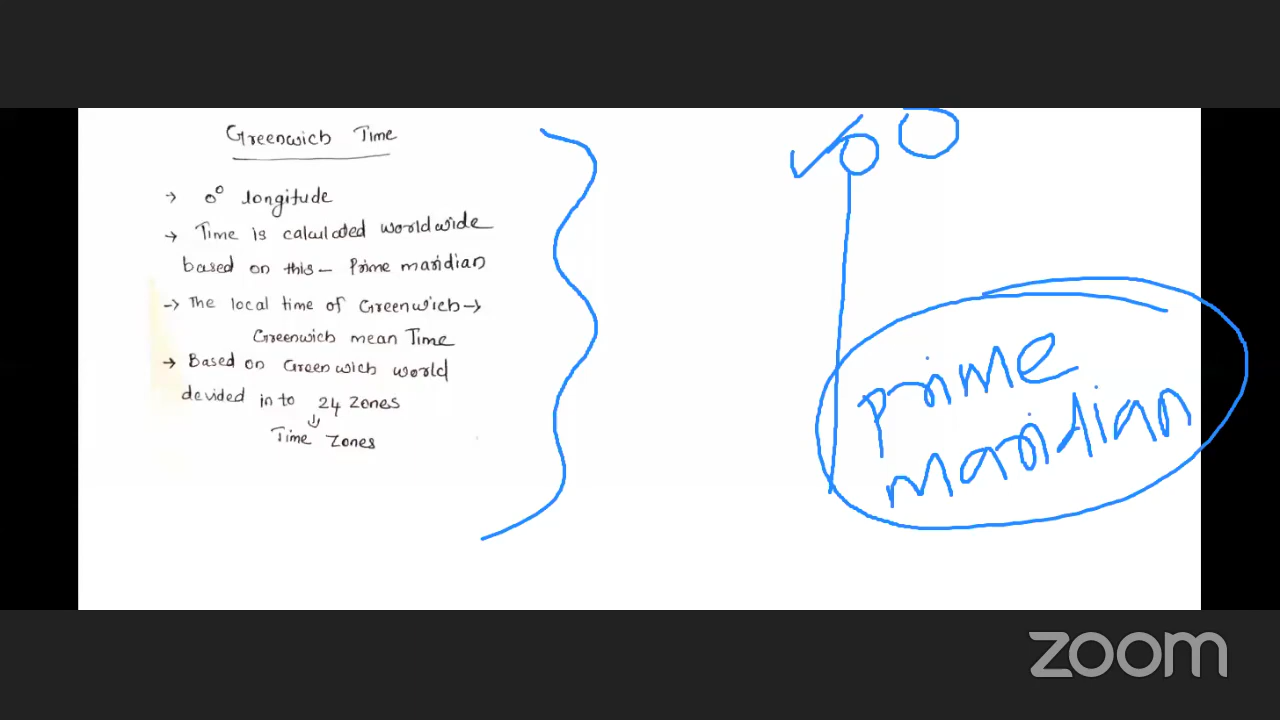 Greenwich Time
→ 0° longitude
→ Time is calculated worldwide
based on this – Prime maridian
→ The local time of Greenwich →
Greenwich mean Time
→ Based on Greenwich world
devided in to 24 Zones
↓
Time Zones
prime
maridian
zoom